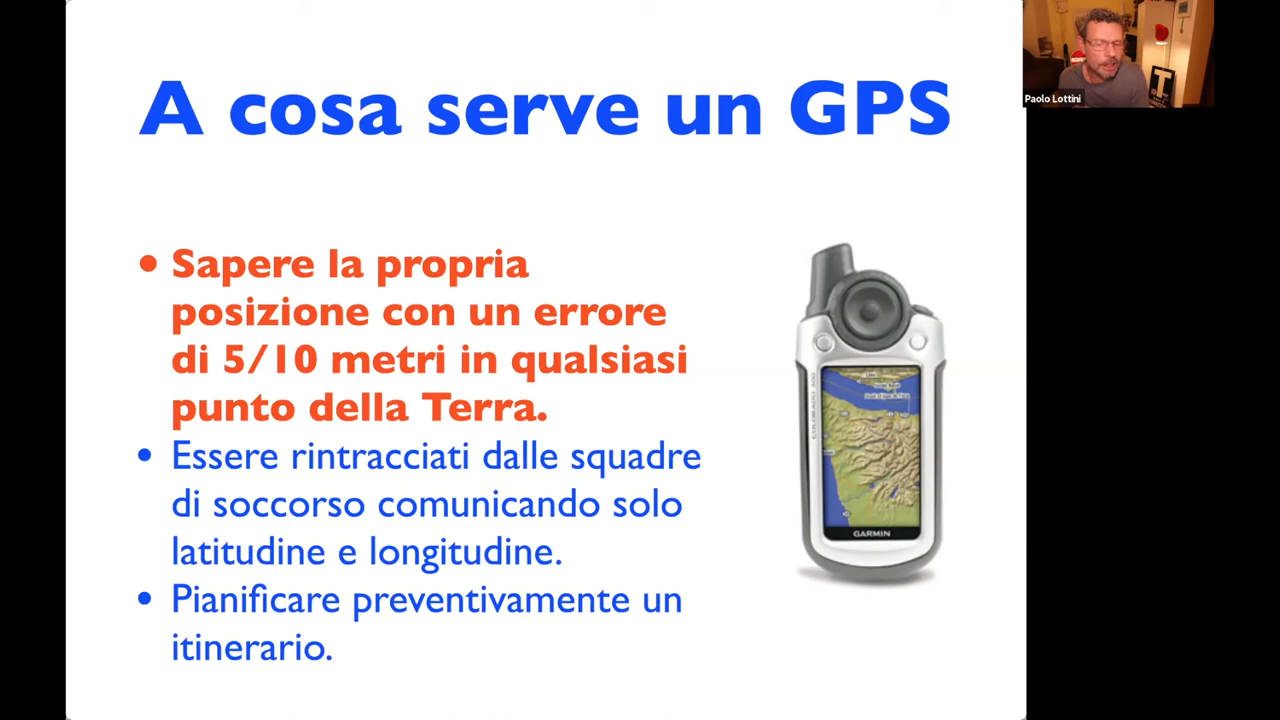 A cosa serve un GPS
• Sapere la propria
posizione con un errore
di 5/10 metri in qualsiasi
punto della Terra.
• Essere rintracciati dalle squadre
di soccorso comunicando solo
latitudine e longitudine.
• Pianificare preventivamente un
itinerario.
GARMIN
Paolo Lottini